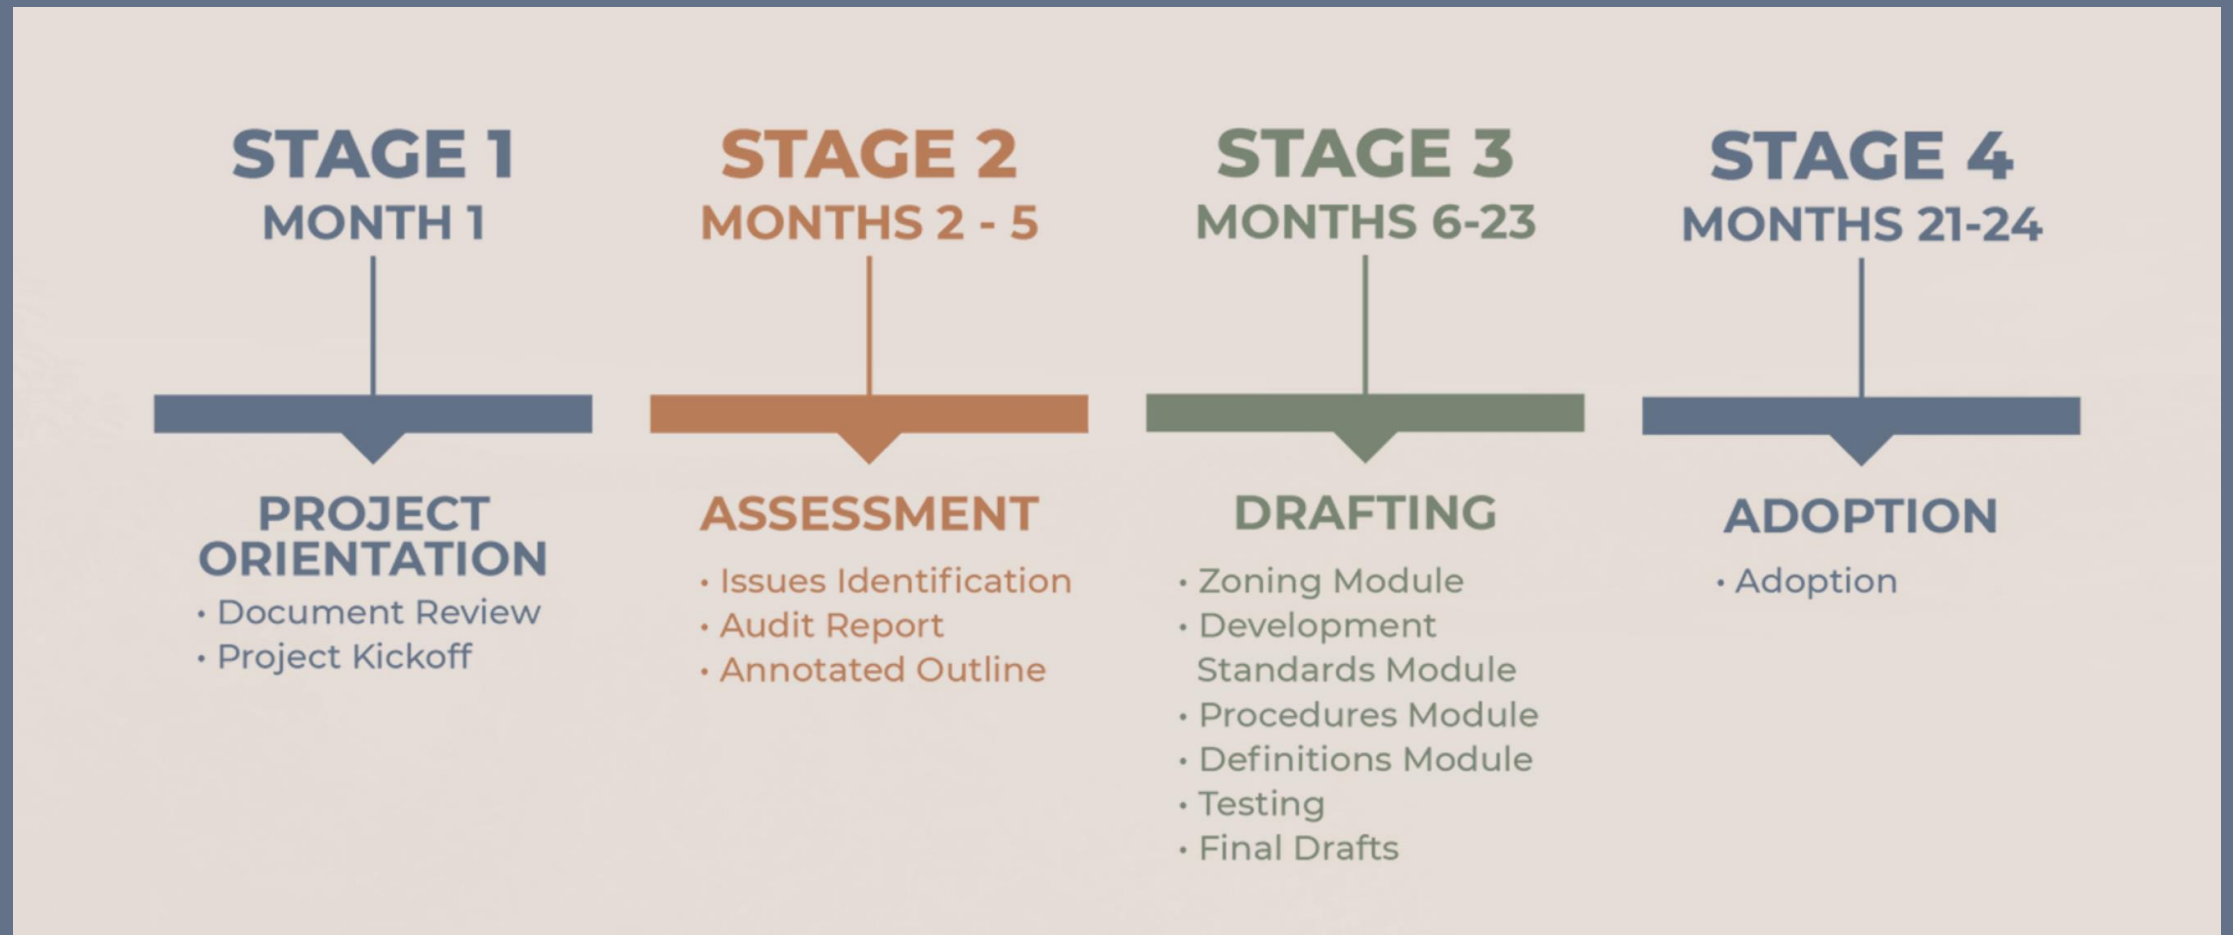 STAGE 1
MONTH 1
PROJECT
ORIENTATION
• Document Review
• Project Kickoff
STAGE 2
MONTHS 2 - 5
ASSESSMENT
• Issues Identification
• Audit Report
• Annotated Outline
STAGE 3
MONTHS 6-23
DRAFTING
• Zoning Module
• Development
Standards Module
• Procedures Module
• Definitions Module
• Testing
• Final Drafts
STAGE 4
MONTHS 21-24
ADOPTION
• Adoption